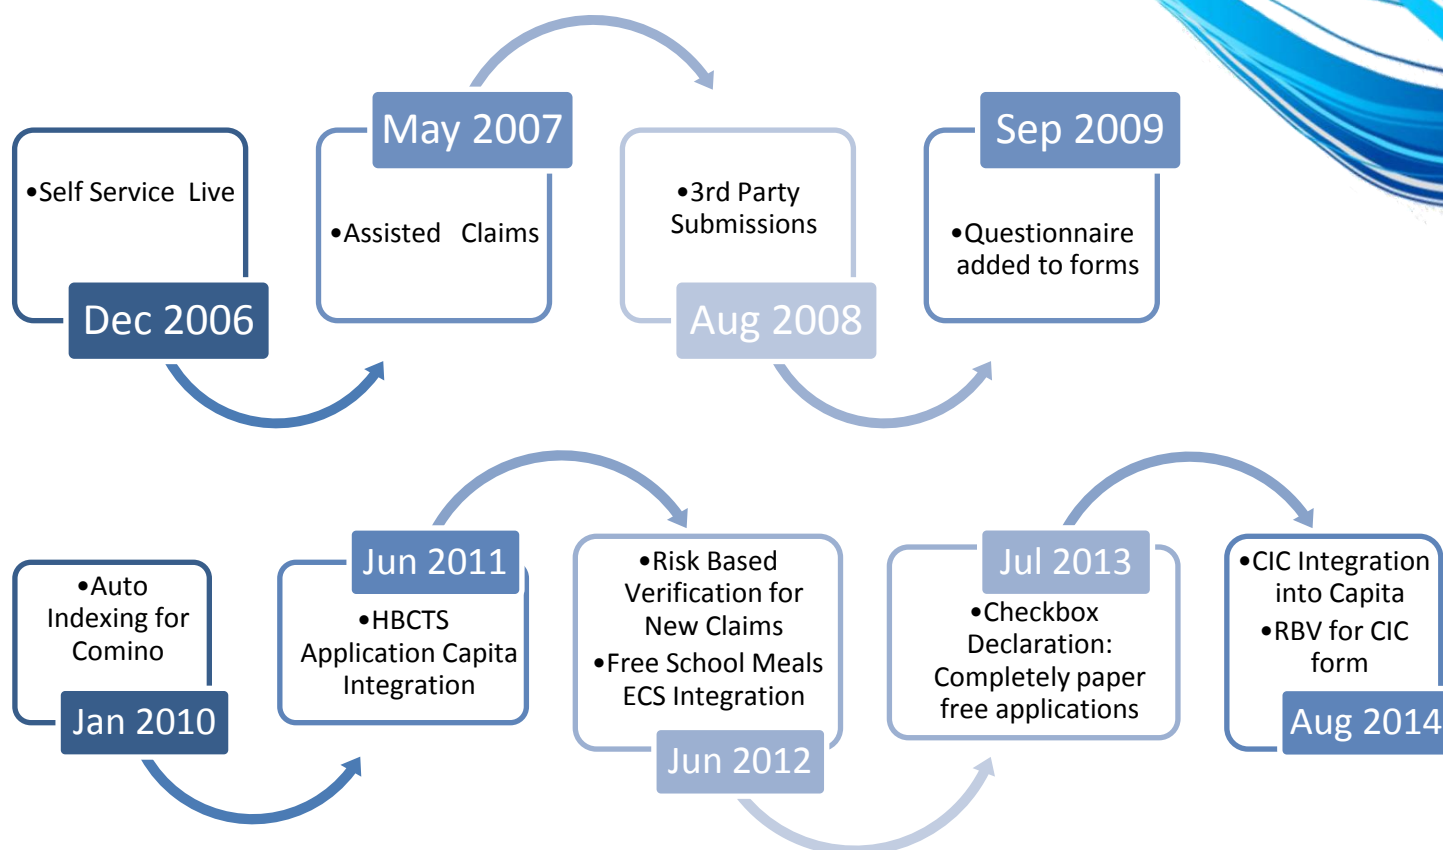 •Self Service Live
Dec 2006
May 2007
•Assisted Claims
•3rd Party
Submissions
Aug 2008
Sep 2009
•Questionnaire
added to forms
•Auto
Indexing for
Comino
Jan 2010
Jun 2011
•HBCTS
Application Capita
Integration
•Risk Based
Verification for
New Claims
•Free School Meals
ECS Integration
Jun 2012
Jul 2013
•Checkbox
Declaration:
Completely paper
free applications
•CIC Integration
into Capita
•RBV for CIC
form
Aug 2014